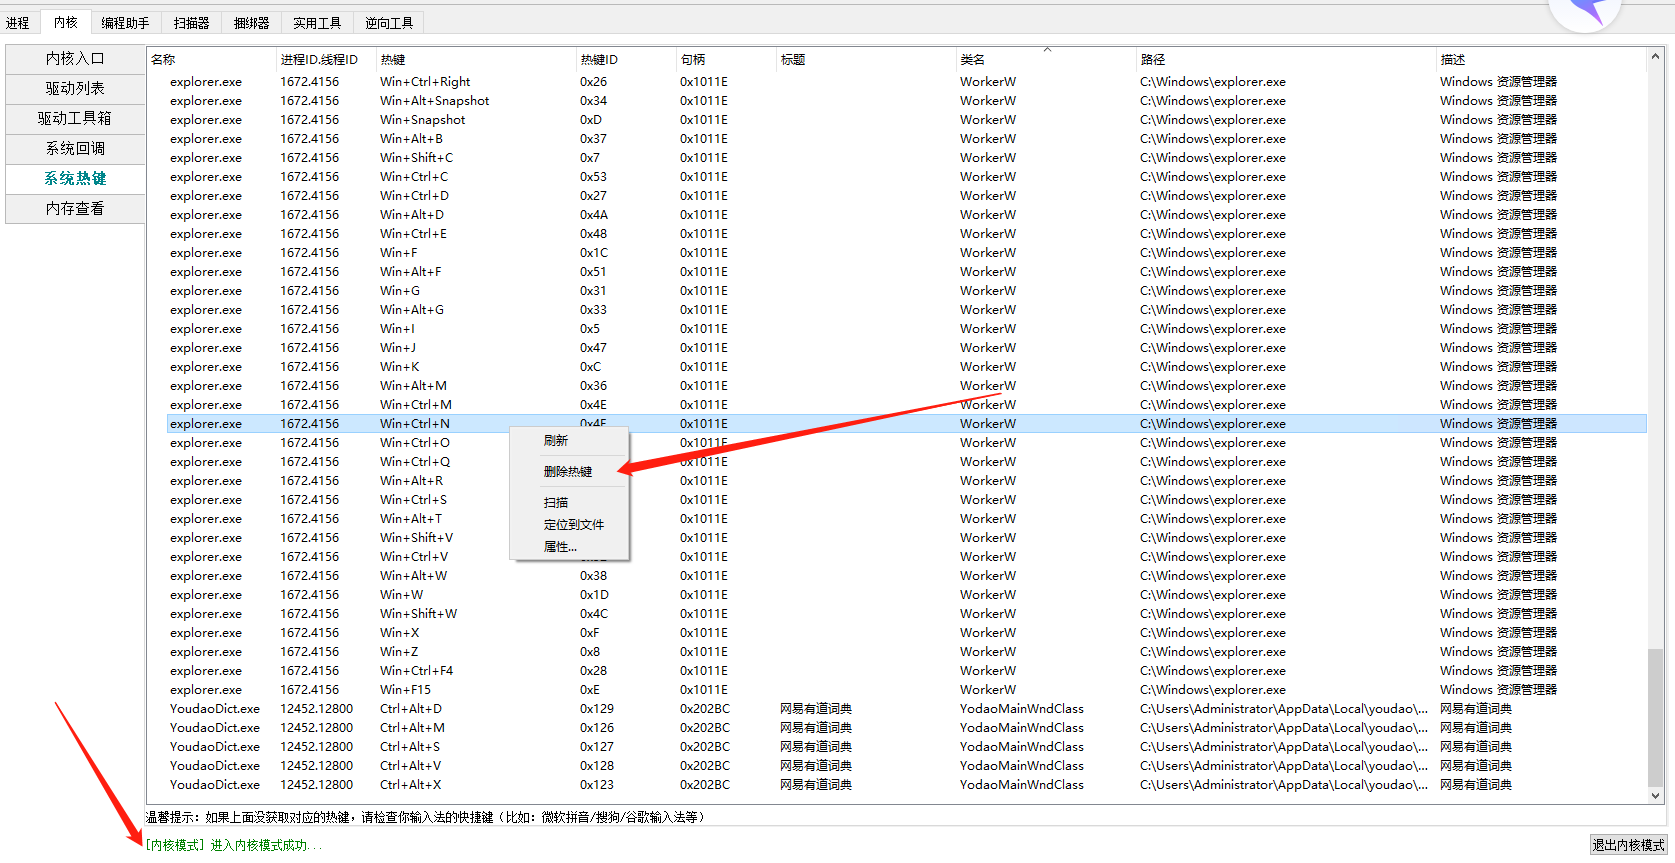 进程 内核 编程助手 扫描器 捆绑器 实用工具 逆向工具
内核入口
驱动列表
驱动工具箱
系统回调
系统热键
内存查看
名称 进程ID.线程ID 热键 热键ID 句柄 标题 类名 路径 描述
explorer.exe 1672.4156 Win+Ctrl+Right 0x26 0x1011E WorkerW C:\Windows\explorer.exe Windows 资源管理器
explorer.exe 1672.4156 Win+Alt+Snapshot 0x34 0x1011E WorkerW C:\Windows\explorer.exe Windows 资源管理器
explorer.exe 1672.4156 Win+Snapshot 0xD 0x1011E WorkerW C:\Windows\explorer.exe Windows 资源管理器
explorer.exe 1672.4156 Win+Alt+B 0x37 0x1011E WorkerW C:\Windows\explorer.exe Windows 资源管理器
explorer.exe 1672.4156 Win+Shift+C 0x7 0x1011E WorkerW C:\Windows\explorer.exe Windows 资源管理器
explorer.exe 1672.4156 Win+Ctrl+C 0x53 0x1011E WorkerW C:\Windows\explorer.exe Windows 资源管理器
explorer.exe 1672.4156 Win+Ctrl+D 0x27 0x1011E WorkerW C:\Windows\explorer.exe Windows 资源管理器
explorer.exe 1672.4156 Win+Alt+D 0x4A 0x1011E WorkerW C:\Windows\explorer.exe Windows 资源管理器
explorer.exe 1672.4156 Win+Ctrl+E 0x48 0x1011E WorkerW C:\Windows\explorer.exe Windows 资源管理器
explorer.exe 1672.4156 Win+F 0x1C 0x1011E WorkerW C:\Windows\explorer.exe Windows 资源管理器
explorer.exe 1672.4156 Win+Alt+F 0x51 0x1011E WorkerW C:\Windows\explorer.exe Windows 资源管理器
explorer.exe 1672.4156 Win+G 0x31 0x1011E WorkerW C:\Windows\explorer.exe Windows 资源管理器
explorer.exe 1672.4156 Win+Alt+G 0x33 0x1011E WorkerW C:\Windows\explorer.exe Windows 资源管理器
explorer.exe 1672.4156 Win+I 0x5 0x1011E WorkerW C:\Windows\explorer.exe Windows 资源管理器
explorer.exe 1672.4156 Win+J 0x47 0x1011E WorkerW C:\Windows\explorer.exe Windows 资源管理器
explorer.exe 1672.4156 Win+K 0xC 0x1011E WorkerW C:\Windows\explorer.exe Windows 资源管理器
explorer.exe 1672.4156 Win+Alt+M 0x36 0x1011E WorkerW C:\Windows\explorer.exe Windows 资源管理器
explorer.exe 1672.4156 Win+Ctrl+M 0x4E 0x1011E WorkerW C:\Windows\explorer.exe Windows 资源管理器
explorer.exe 1672.4156 Win+Ctrl+N 0x1011E WorkerW C:\Windows\explorer.exe Windows 资源管理器
explorer.exe 1672.4156 Win+Ctrl+O 0x1011E WorkerW C:\Windows\explorer.exe Windows 资源管理器
explorer.exe 1672.4156 Win+Ctrl+Q 0x1011E WorkerW C:\Windows\explorer.exe Windows 资源管理器
explorer.exe 1672.4156 Win+Alt+R 0x1011E WorkerW C:\Windows\explorer.exe Windows 资源管理器
explorer.exe 1672.4156 Win+Ctrl+S 0x1011E WorkerW C:\Windows\explorer.exe Windows 资源管理器
explorer.exe 1672.4156 Win+Alt+T 0x1011E WorkerW C:\Windows\explorer.exe Windows 资源管理器
explorer.exe 1672.4156 Win+Shift+V 0x1011E WorkerW C:\Windows\explorer.exe Windows 资源管理器
explorer.exe 1672.4156 Win+Ctrl+V 0x1011E WorkerW C:\Windows\explorer.exe Windows 资源管理器
explorer.exe 1672.4156 Win+Alt+W 0x38 0x1011E WorkerW C:\Windows\explorer.exe Windows 资源管理器
explorer.exe 1672.4156 Win+W 0x1D 0x1011E WorkerW C:\Windows\explorer.exe Windows 资源管理器
explorer.exe 1672.4156 Win+Shift+W 0x4C 0x1011E WorkerW C:\Windows\explorer.exe Windows 资源管理器
explorer.exe 1672.4156 Win+X 0xF 0x1011E WorkerW C:\Windows\explorer.exe Windows 资源管理器
explorer.exe 1672.4156 Win+Z 0x8 0x1011E WorkerW C:\Windows\explorer.exe Windows 资源管理器
explorer.exe 1672.4156 Win+Ctrl+F4 0x28 0x1011E WorkerW C:\Windows\explorer.exe Windows 资源管理器
explorer.exe 1672.4156 Win+F15 0xE 0x1011E WorkerW C:\Windows\explorer.exe Windows 资源管理器
YoudaoDict.exe 12452.12800 Ctrl+Alt+D 0x129 0x202BC 网易有道词典 YodaoMainWndClass C:\Users\Administrator\AppData\Local\youdao\... 网易有道词典
YoudaoDict.exe 12452.12800 Ctrl+Alt+M 0x126 0x202BC 网易有道词典 YodaoMainWndClass C:\Users\Administrator\AppData\Local\youdao\... 网易有道词典
YoudaoDict.exe 12452.12800 Ctrl+Alt+S 0x127 0x202BC 网易有道词典 YodaoMainWndClass C:\Users\Administrator\AppData\Local\youdao\... 网易有道词典
YoudaoDict.exe 12452.12800 Ctrl+Alt+V 0x128 0x202BC 网易有道词典 YodaoMainWndClass C:\Users\Administrator\AppData\Local\youdao\... 网易有道词典
YoudaoDict.exe 12452.12800 Ctrl+Alt+X 0x123 0x202BC 网易有道词典 YodaoMainWndClass C:\Users\Administrator\AppData\Local\youdao\... 网易有道词典
刷新
删除热键
扫描
定位到文件
属性...
温馨提示：如果上面没获取对应的热键，请检查你输入法的快捷键（比如：微软拼音/搜狗/谷歌输入法等）
[内核模式] 进入内核模式成功...
退出内核模式